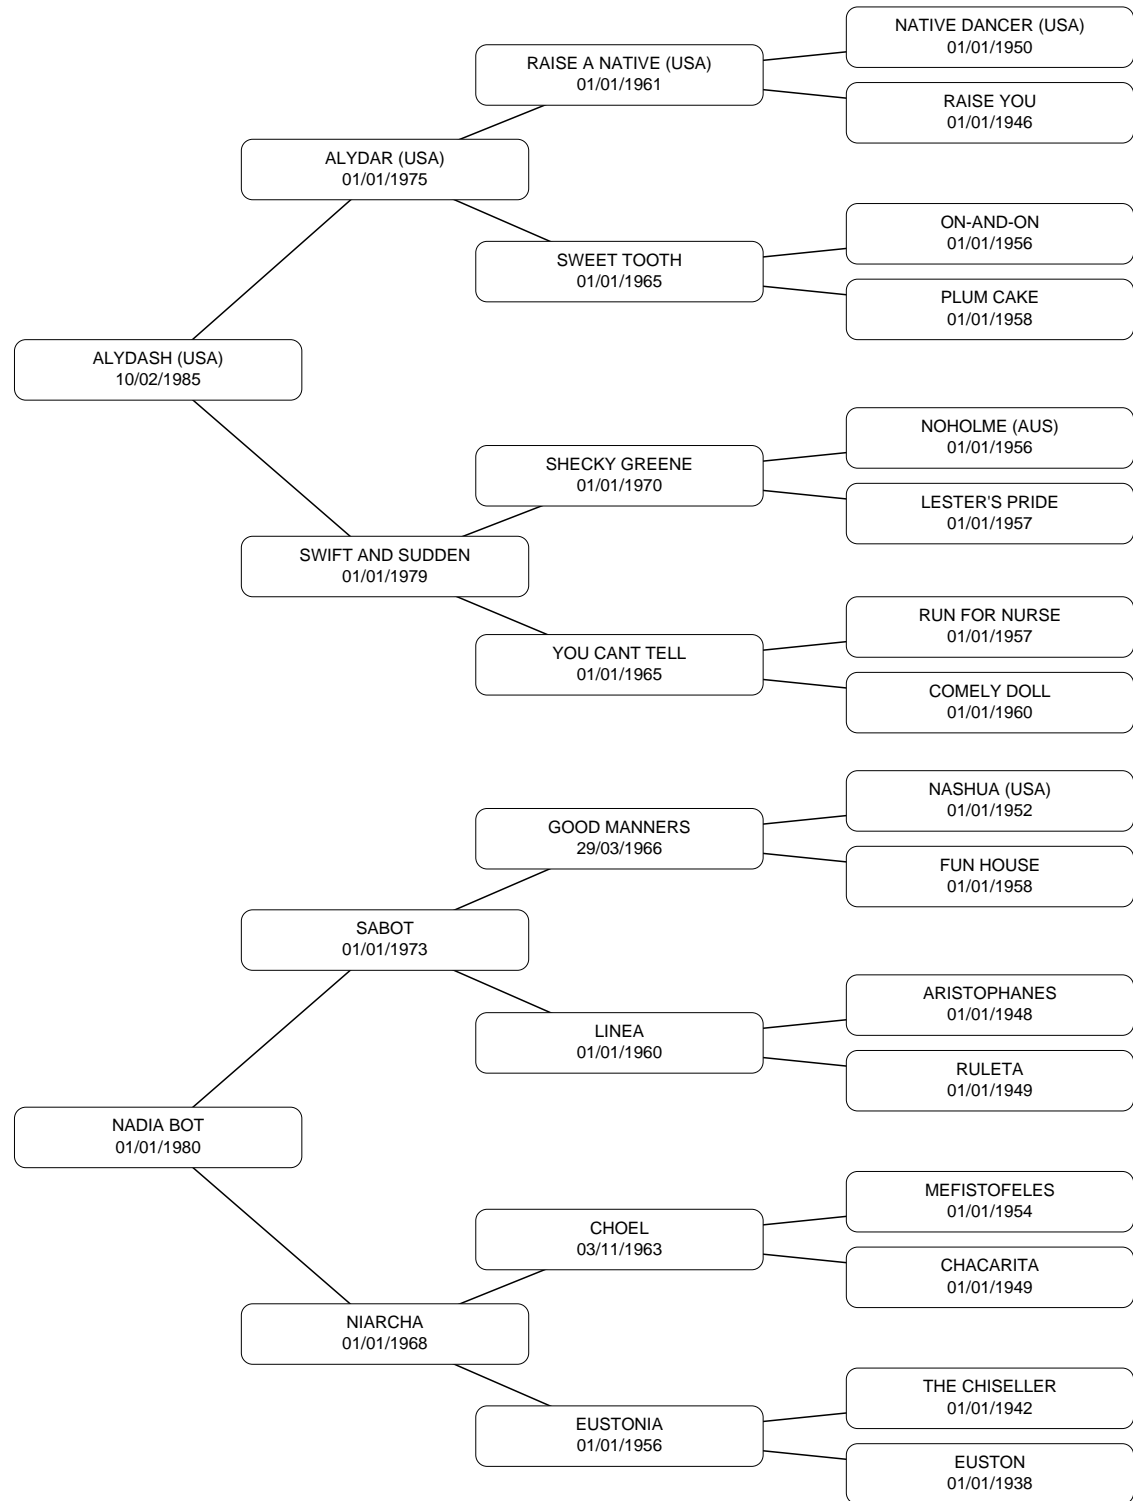 NATIVE DANCER (USA)
01/01/1950
RAISE A NATIVE (USA)
01/01/1961
RAISE YOU
01/01/1946
ALYDAR (USA)
01/01/1975
ON-AND-ON
01/01/1956
SWEET TOOTH
01/01/1965
PLUM CAKE
01/01/1958
ALYDASH (USA)
10/02/1985
NOHOLME (AUS)
01/01/1956
SHECKY GREENE
01/01/1970
LESTER'S PRIDE
01/01/1957
SWIFT AND SUDDEN
01/01/1979
RUN FOR NURSE
01/01/1957
YOU CANT TELL
01/01/1965
COMELY DOLL
01/01/1960
NASHUA (USA)
01/01/1952
GOOD MANNERS
29/03/1966
FUN HOUSE
01/01/1958
SABOT
01/01/1973
ARISTOPHANES
01/01/1948
LINEA
01/01/1960
RULETA
01/01/1949
NADIA BOT
01/01/1980
MEFISTOFELES
01/01/1954
CHOEL
03/11/1963
CHACARITA
01/01/1949
NIARCHA
01/01/1968
THE CHISELLER
01/01/1942
EUSTONIA
01/01/1956
EUSTON
01/01/1938